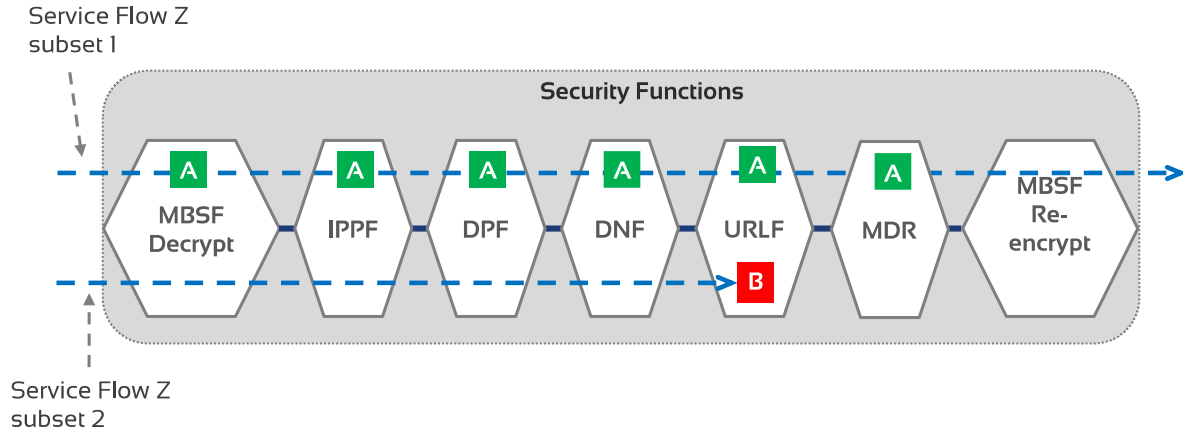 Service Flow Z
subset 1
Security Functions
A
A
A
A
A
A
MBSF
Decrypt
IPPF
DPF
DNF
URLF
MDR
MBSF
Re-
encrypt
B
Service Flow Z
subset 2